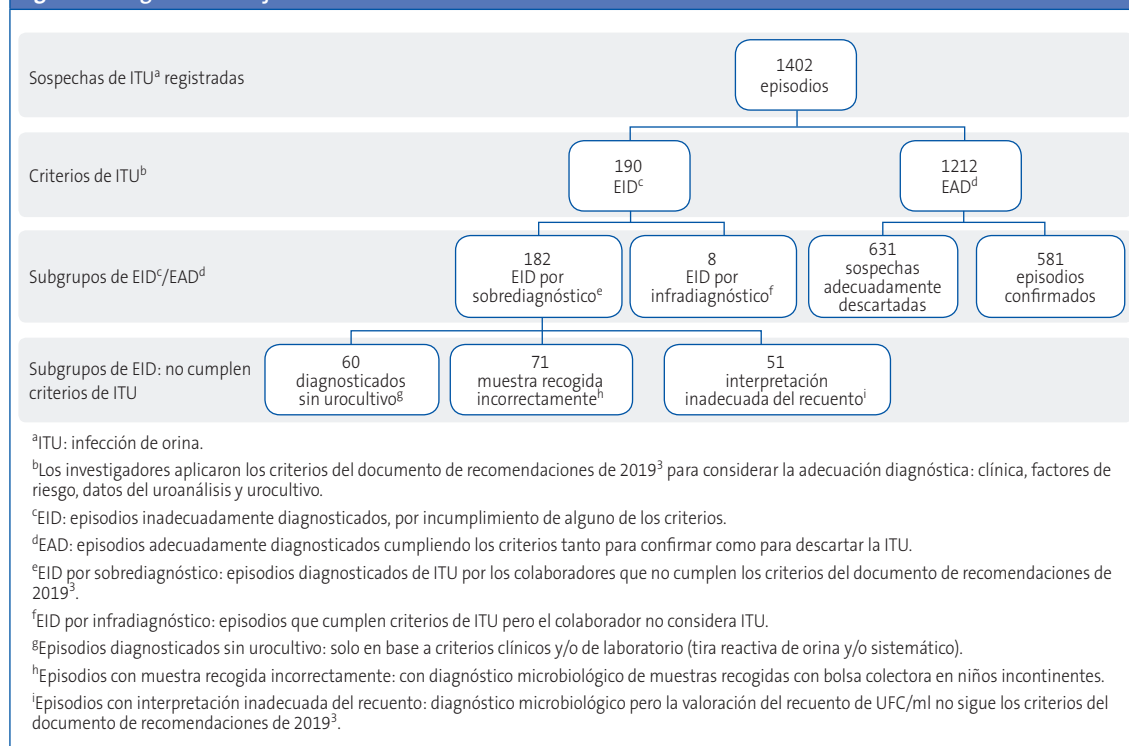 Sospechas de ITUa registradas
1402
episodios
Criterios de ITUb
190
EIDc
1212
EADd
Subgrupos de EIDc/EADd
182
EID por
sobrediagnósticoe
8
EID por
infradiagnósticof
631
sospechas
adecuadamente
descartadas
581
episodios
confirmados
Subgrupos de EID: no cumplen
criterios de ITU
60
diagnosticados
sin urocultivog
71
muestra recogida
incorrectamenteh
51
interpretación
inadecuada del recuentoi
aITU: infección de orina.
bLos investigadores aplicaron los criterios del documento de recomendaciones de 20193 para considerar la adecuación diagnóstica: clínica, factores de
riesgo, datos del uroanálisis y urocultivo.
cEID: episodios inadecuadamente diagnosticados, por incumplimiento de alguno de los criterios.
dEAD: episodios adecuadamente diagnosticados cumpliendo los criterios tanto para confirmar como para descartar la ITU.
eEID por sobrediagnóstico: episodios diagnosticados de ITU por los colaboradores que no cumplen los criterios del documento de recomendaciones de
20193.
fEID por infradiagnóstico: episodios que cumplen criterios de ITU pero el colaborador no considera ITU.
gEpisodios diagnosticados sin urocultivo: solo en base a criterios clínicos y/o de laboratorio (tira reactiva de orina y/o sistemático).
hEpisodios con muestra recogida incorrectamente: con diagnóstico microbiológico de muestras recogidas con bolsa colectora en niños incontinentes.
iEpisodios con interpretación inadecuada del recuento: diagnóstico microbiológico pero la valoración del recuento de UFC/ml no sigue los criterios del
documento de recomendaciones de 20193.